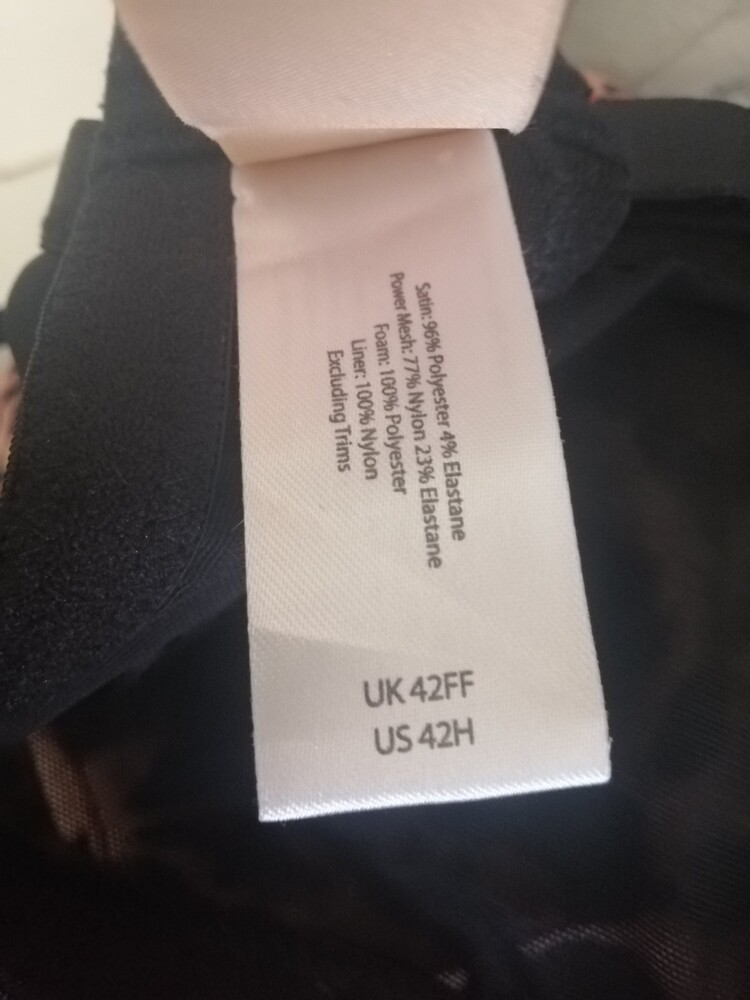 Satin: 96% Polyester 4% Elastane
Power Mesh: 77% Nylon 23% Elastane
Foam: 100% Polyester
Liner: 100% Nylon
Excluding Trims
UK 42FF
US 42H